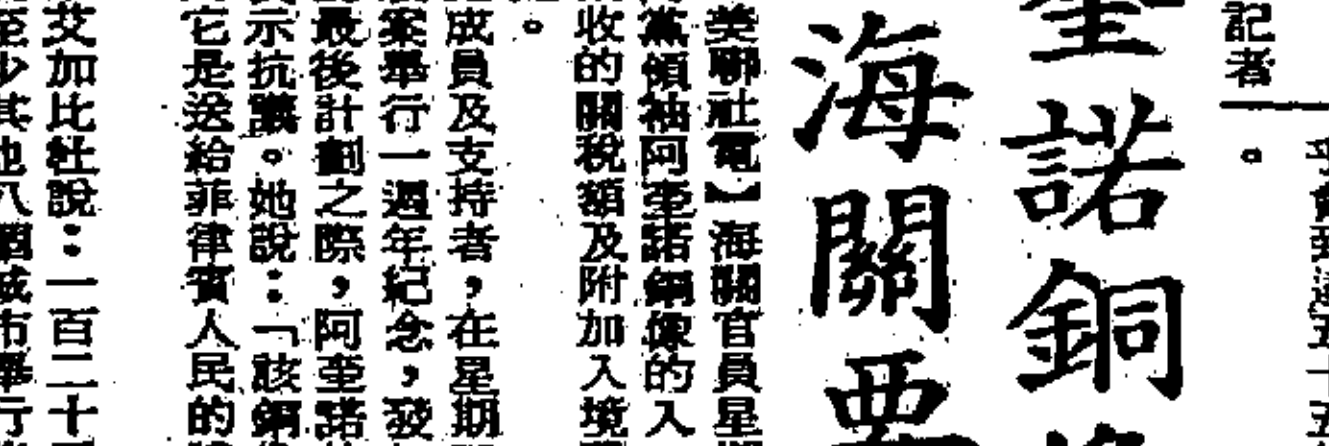 記者
。
諾銅
海關要
美聯社電】海關官員星
黨領袖阿奎諾銅像的入
收的關稅額及附加入境
。
成員及支持者，在星期
案舉行一週年紀念，發
最後計劃之際，阿奎諾
示抗議。她說：「該銅
它是送給菲律賓人民的
艾加比杜說：一百二十
至少其他八個城市舉行